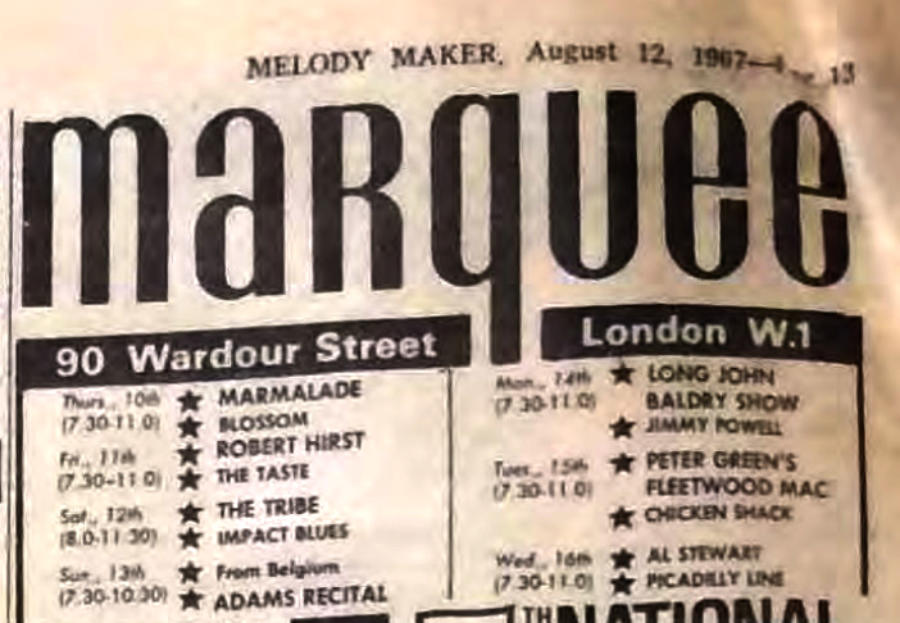 MELODY MAKER, August 12, 1967— 13
marquee
90 Wardour Street
Thurs., 10th ★ MARMALADE
(7.30-11.0) ★ BLOSSOM
Fri., 11th ★ ROBERT HIRST
(7.30-11.0) ★ THE TASTE
Sat., 12th ★ THE TRIBE
(8.0-11.30) ★ IMPACT BLUES
Sun., 13th ★ From Belgium
(7.30-10.30) ★ ADAMS RECITAL
London W.1
Mon., 14th ★ LONG JOHN
(7.30-11.0) BALDRY SHOW
★ JIMMY POWELL
Tues., 15th ★ PETER GREEN'S
(7.30-11.0) FLEETWOOD MAC
★ CHICKEN SHACK
Wed., 16th ★ AL STEWART
(7.30-11.0) ★ PICADILLY LINE
TH NATIONAL